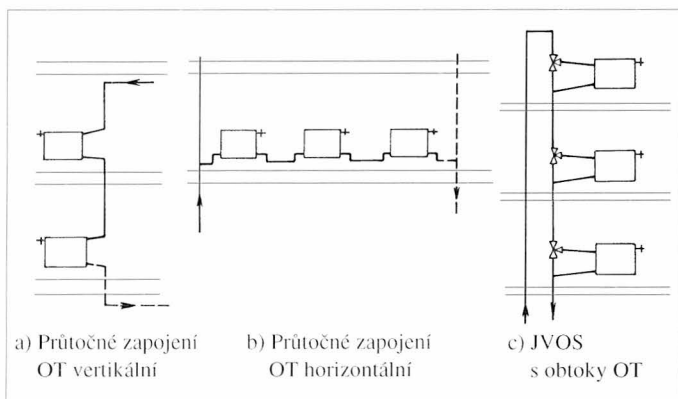 a) Průtočné zapojení
OT vertikální
b) Průtočné zapojení
OT horizontální
c) JVOS
s obtoky OT